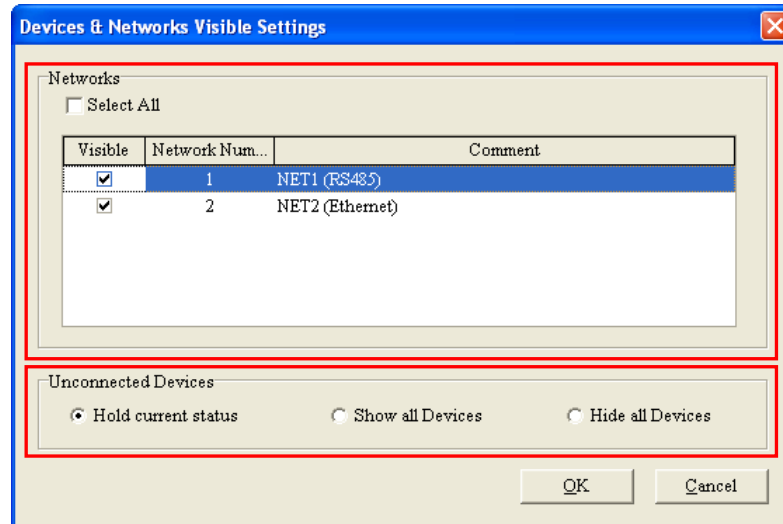 Devices & Networks Visible Settings
Networks
Select All
Visible Network Num... Comment
1 NET1 (RS485)
2 NET2 (Ethernet)
Unconnected Devices
Hold current status Show all Devices Hide all Devices
OK Cancel